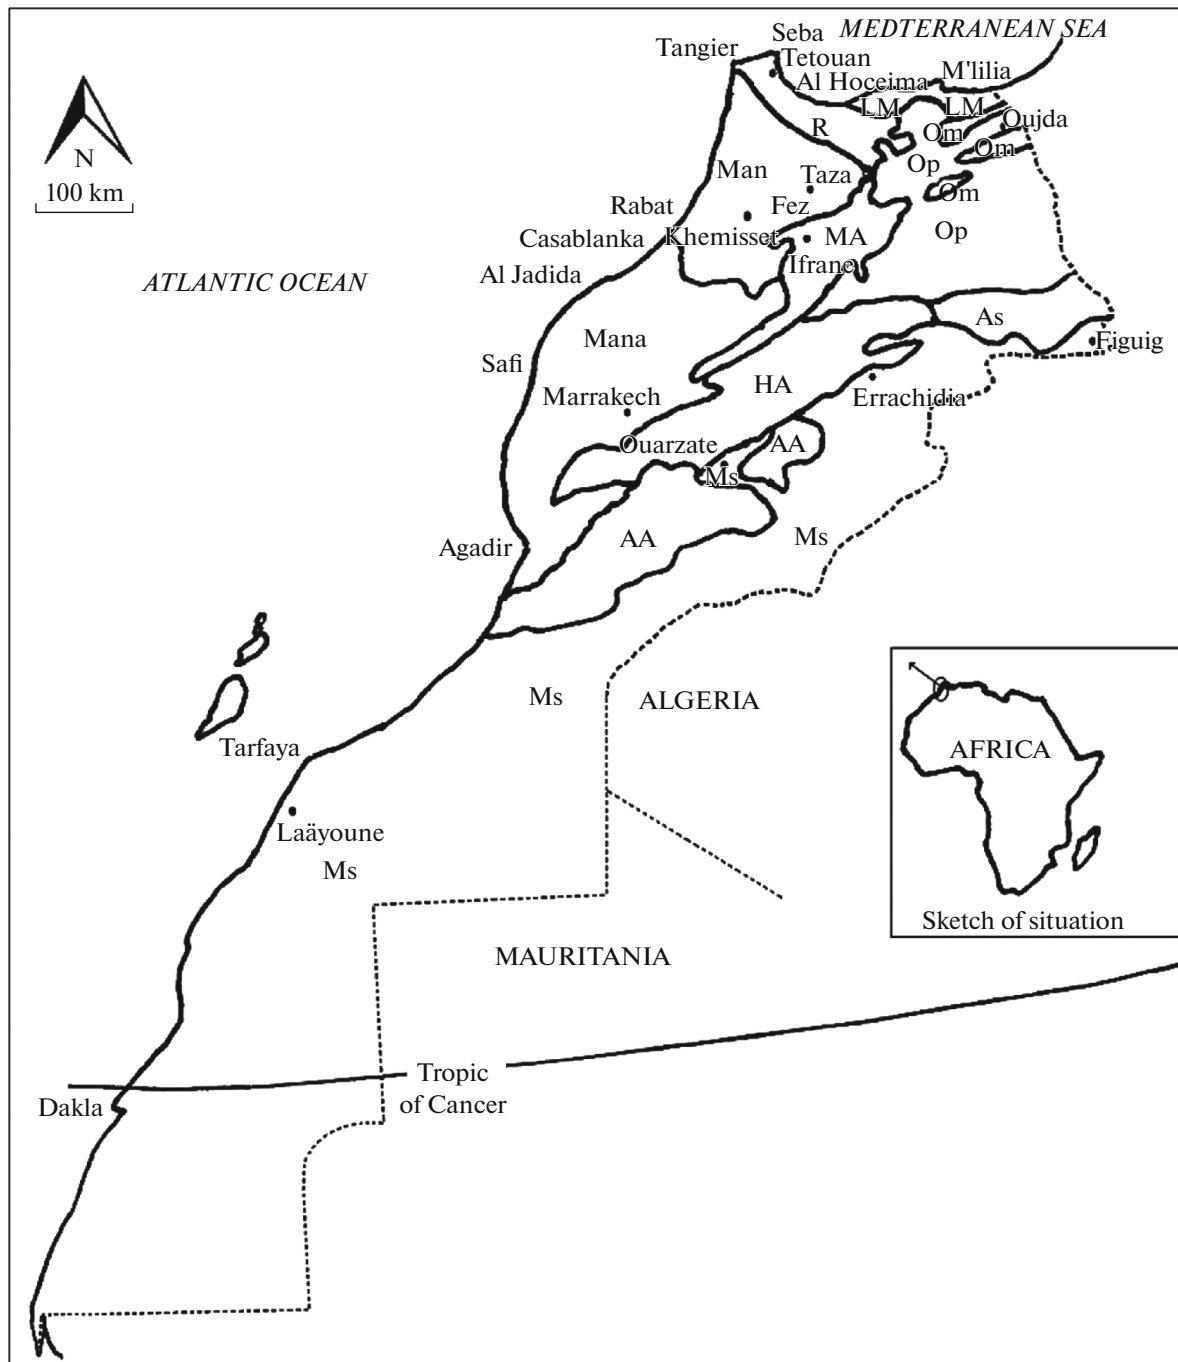 Seba
MEDTERRANEAN SEA
Tangier
Tetouan
M'lilia
Al Hoceima
LM
LM
R
Om
Oujda
Om
N
Op
Man
Taza
100 km
Om
Rabat
Fez
Casablanka
Khemisset
MA
Op
Al Jadida
Ifrane
ATLANTIC OCEAN
As
Mana
Figuig
Safi
HA
Marrakech
Errachidia
Ouarzate
AA
Ms
Agadir
AA
Ms
Ms
ALGERIA
Tarfaya
AFRICA
Laäyoune
Ms
Sketch of situation
MAURITANIA
Tropic
of Cancer
Dakla